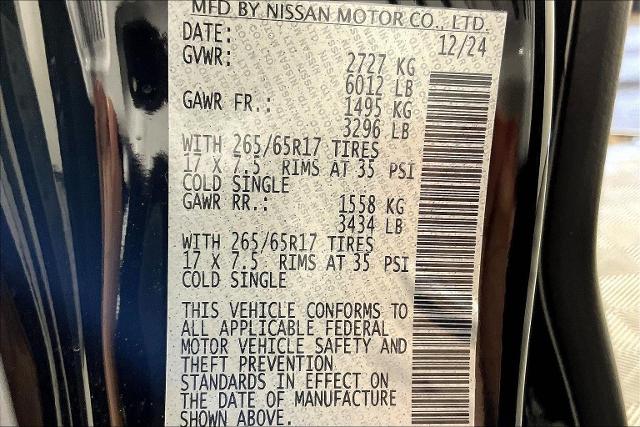 MFD BY NISSAN MOTOR CO., LTD.
DATE: 12/24
GVWR: 2727 KG
6012 LB
GAWR FR.: 1495 KG
3296 LB
WITH 265/65R17 TIRES
17 X 7.5 RIMS AT 35 PSI
COLD SINGLE
GAWR RR.: 1558 KG
3434 LB
WITH 265/65R17 TIRES
17 X 7.5 RIMS AT 35 PSI
COLD SINGLE
THIS VEHICLE CONFORMS TO
ALL APPLICABLE FEDERAL
MOTOR VEHICLE SAFETY AND
THEFT PREVENTION
STANDARDS IN EFFECT ON
THE DATE OF MANUFACTURE
SHOWN ABOVE.